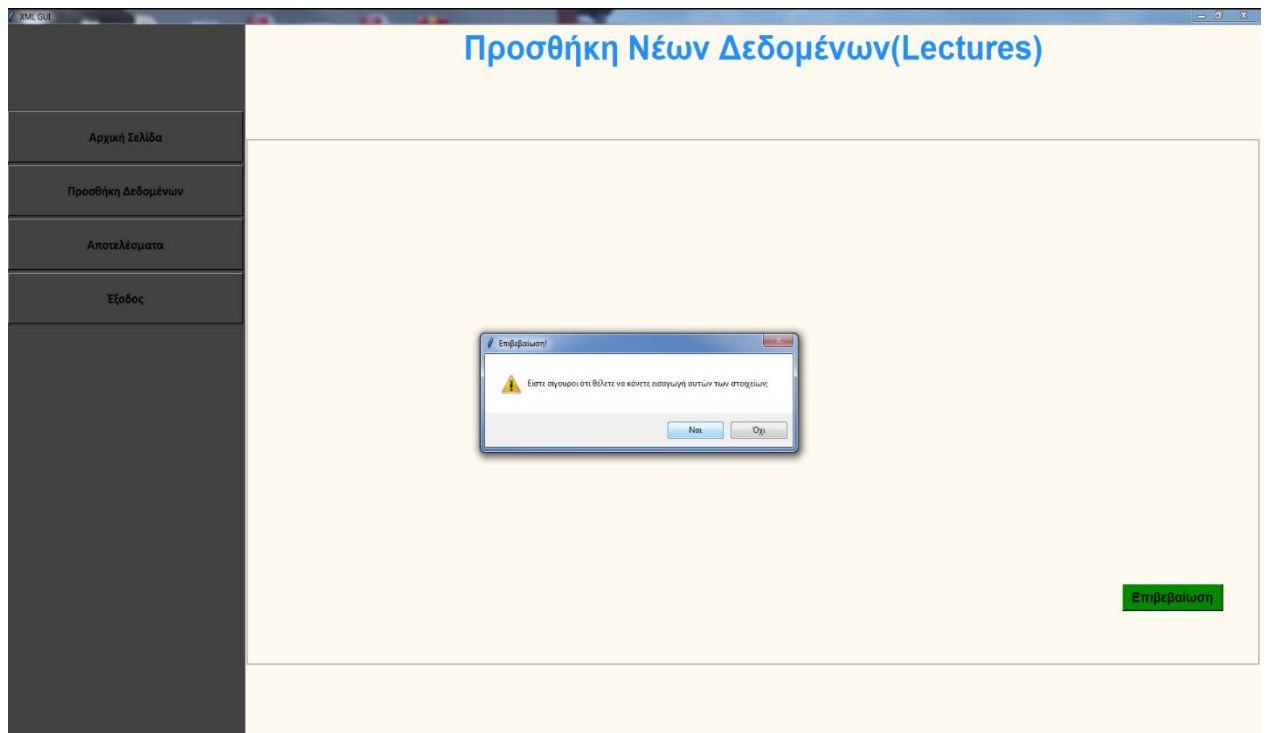 XML GUI
Προσθήκη Νέων Δεδομένων(Lectures)
Αρχική Σελίδα
Προσθήκη Δεδομένων
Αποτελέσματα
Έξοδος
Επιβεβαίωση!
Είστε σίγουροι ότι θέλετε να κάνετε εισαγωγή αυτών των στοιχείων;
Ναι
Όχι
Επιβεβαίωση